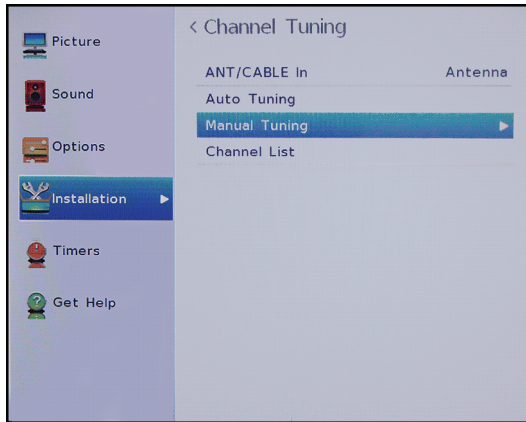 Picture
Sound
Options
Installation
Timers
Get Help
< Channel Tuning
ANT/CABLE In Antenna
Auto Tuning
Manual Tuning
Channel List